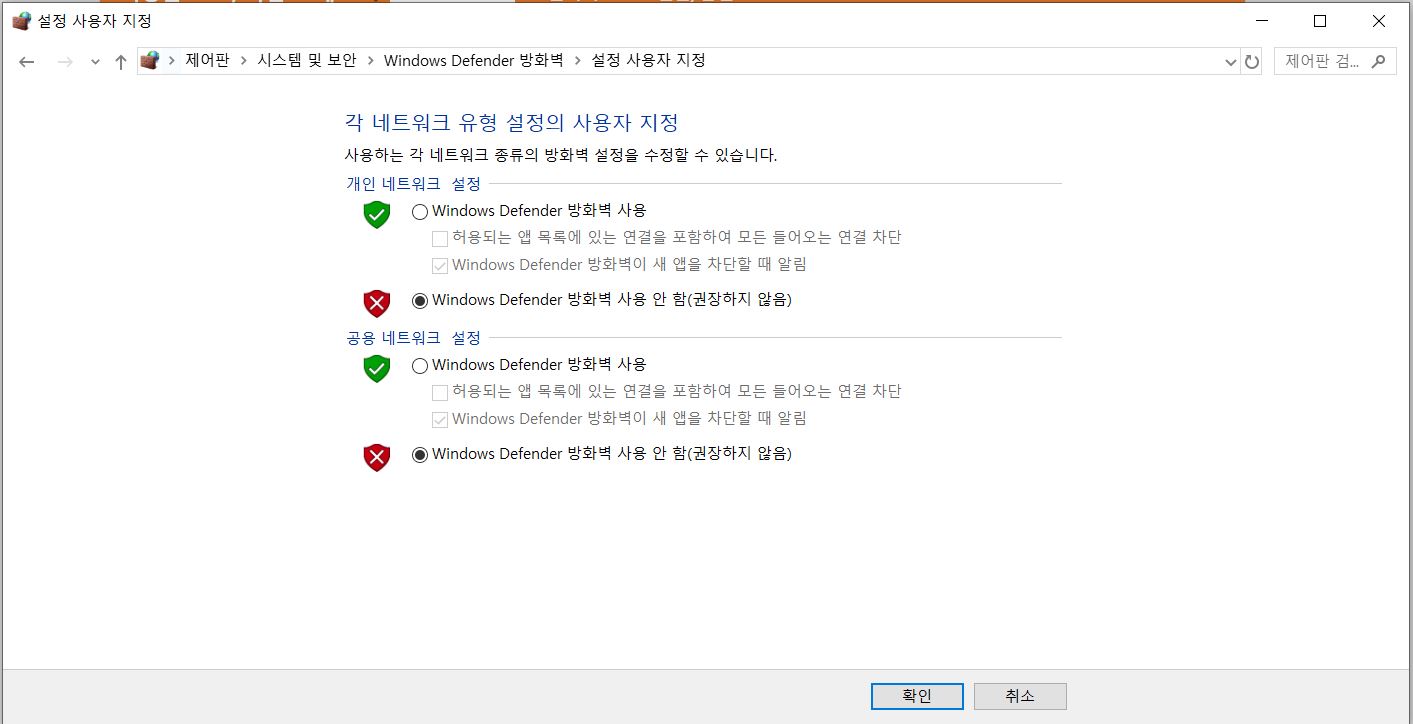 설정 사용자 지정
제어판 > 시스템 및 보안 > Windows Defender 방화벽 > 설정 사용자 지정
제어판 검...
각 네트워크 유형 설정의 사용자 지정
사용하는 각 네트워크 종류의 방화벽 설정을 수정할 수 있습니다.
개인 네트워크 설정
Windows Defender 방화벽 사용
허용되는 앱 목록에 있는 연결을 포함하여 모든 들어오는 연결 차단
Windows Defender 방화벽이 새 앱을 차단할 때 알림
Windows Defender 방화벽 사용 안 함(권장하지 않음)
공용 네트워크 설정
Windows Defender 방화벽 사용
허용되는 앱 목록에 있는 연결을 포함하여 모든 들어오는 연결 차단
Windows Defender 방화벽이 새 앱을 차단할 때 알림
Windows Defender 방화벽 사용 안 함(권장하지 않음)
확인
취소